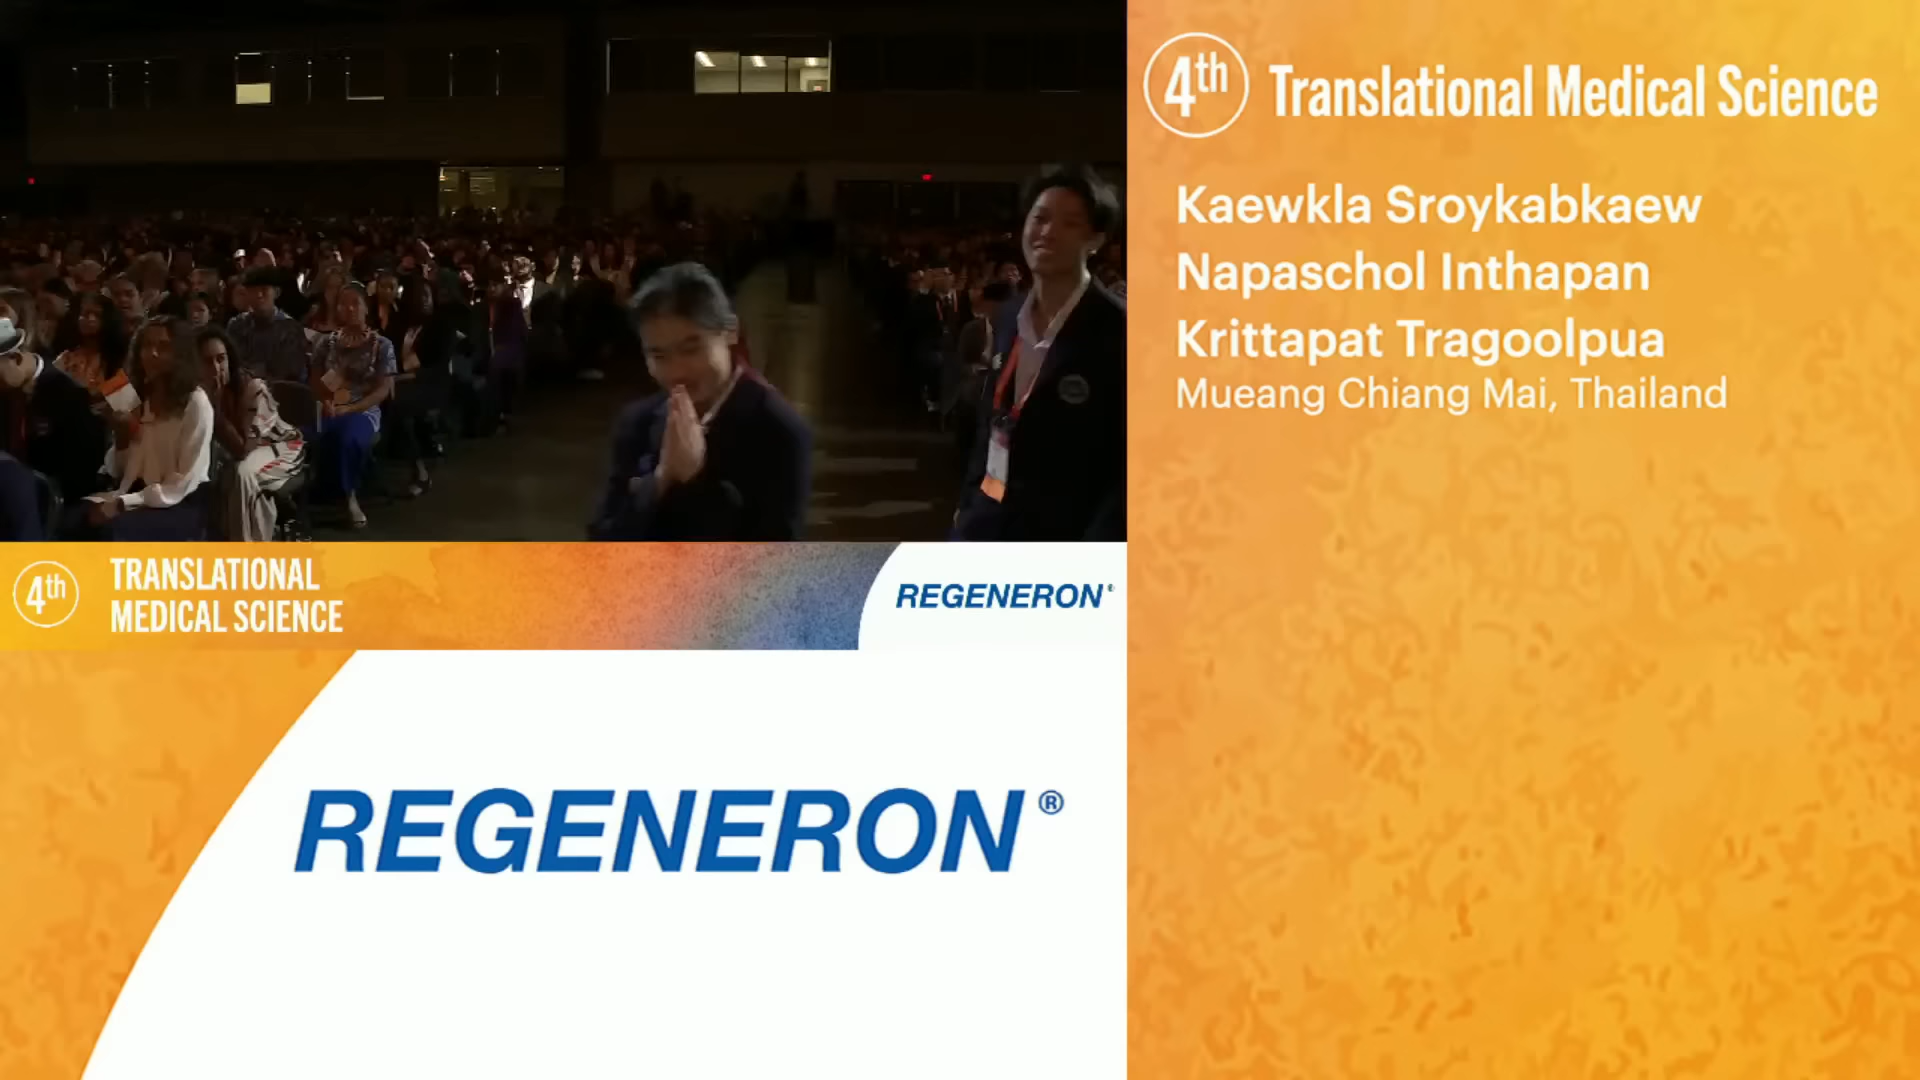 4th Translational Medical Science
Kaewkla Sroykabkaew
Napaschol Inthapan
Krittapat Tragoolpua
Mueang Chiang Mai, Thailand
4th
TRANSLATIONAL
MEDICAL SCIENCE
REGENERON®
REGENERON®